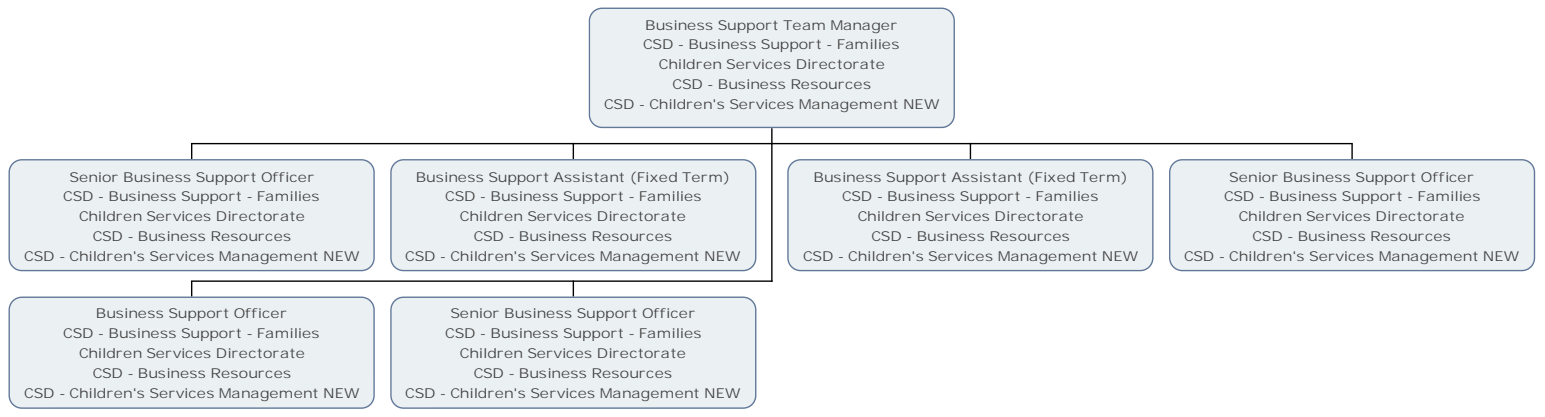 Business Support Team Manager
CSD - Business Support - Families
Children Services Directorate
CSD - Business Resources
CSD - Children's Services Management NEW
Senior Business Support Officer
CSD - Business Support - Families
Children Services Directorate
CSD - Business Resources
CSD - Children's Services Management NEW
Business Support Assistant (Fixed Term)
CSD - Business Support - Families
Children Services Directorate
CSD - Business Resources
CSD - Children's Services Management NEW
Business Support Assistant (Fixed Term)
CSD - Business Support - Families
Children Services Directorate
CSD - Business Resources
CSD - Children's Services Management NEW
Senior Business Support Officer
CSD - Business Support - Families
Children Services Directorate
CSD - Business Resources
CSD - Children's Services Management NEW
Business Support Officer
CSD - Business Support - Families
Children Services Directorate
CSD - Business Resources
CSD - Children's Services Management NEW
Senior Business Support Officer
CSD - Business Support - Families
Children Services Directorate
CSD - Business Resources
CSD - Children's Services Management NEW